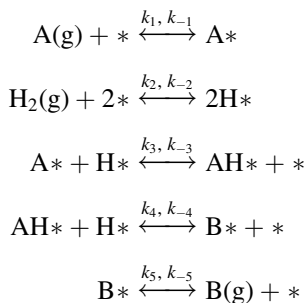 A(g) + * ⟷ A* (k₁, k₋₁)
H₂(g) + 2* ⟷ 2H* (k₂, k₋₂)
A* + H* ⟷ AH* + * (k₃, k₋₃)
AH* + H* ⟷ B* + * (k₄, k₋₄)
B* ⟷ B(g) + * (k₅, k₋₅)